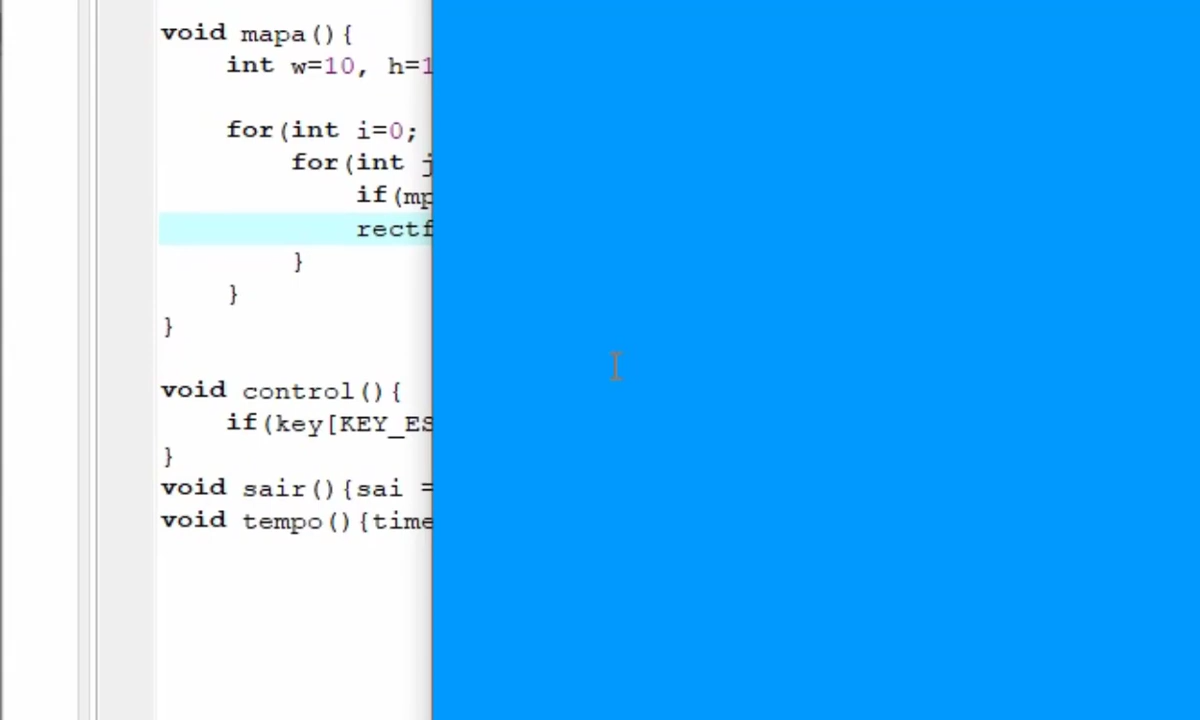 void mapa(){
int w=10, h=1
for(int i=0;
for(int j
if(mp
rectf
}
}
}
void control(){
if(key[KEY_ES
}
void sair(){sai =
void tempo(){time